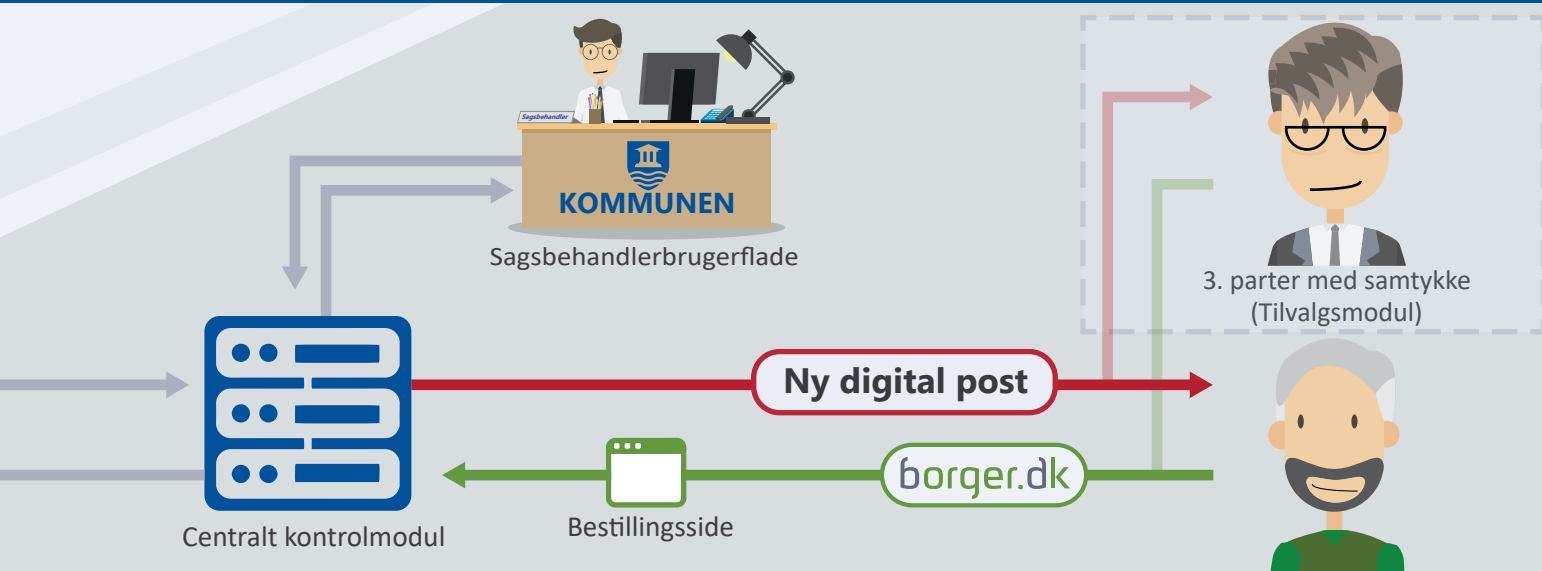 Sagsbehandler
KOMMUNEN
Sagsbehandlerbrugerflade
3. parter med samtykke
(Tilvalgsmodul)
Ny digital post
borger.dk
Bestillingsside
Centralt kontrolmodul